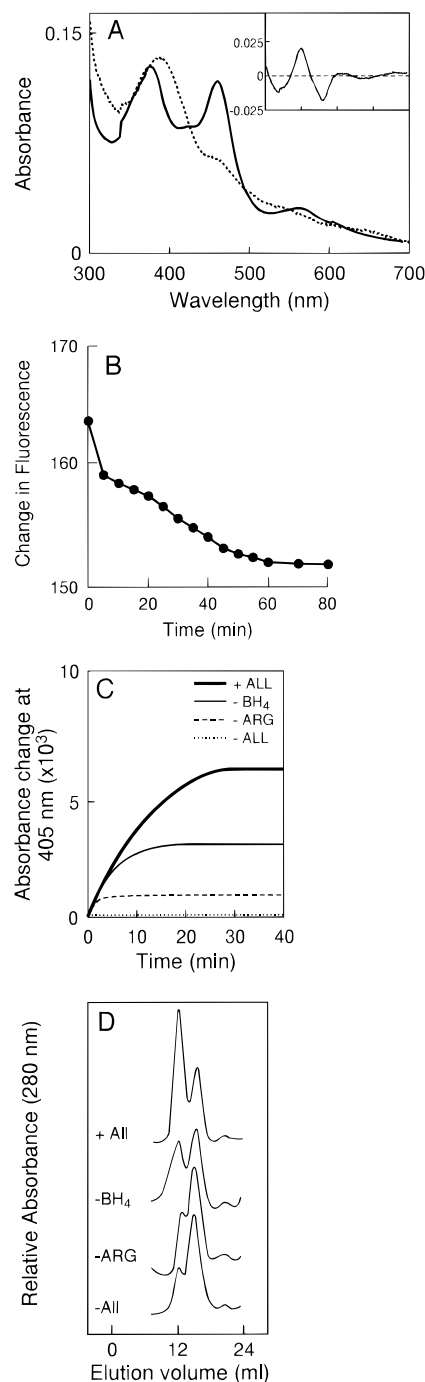 A
0.15
0
Absorbance
300 400 500 600 700
Wavelength (nm)
0.025
0
-0.025
B
170
160
150
Change in Fluorescence
0 20 40 60 80
Time (min)
C
10
5
0
Absorbance change at
405 nm (x10³)
+ ALL
- BH₄
- ARG
- ALL
0 10 20 30 40
Time (min)
D
Relative Absorbance (280 nm)
+ All
-BH₄
-ARG
-All
0 12 24
Elution volume (ml)